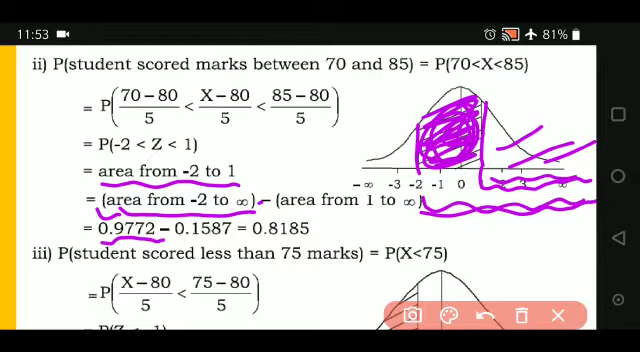 11:53
81%
ii) P(student scored marks between 70 and 85) = P(70<X<85)
= P(70−80/5 < X−80/5 < 85−80/5)
= P(-2 < Z < 1)
= area from -2 to 1
= (area from -2 to ∞) − (area from 1 to ∞)
-∞ -3 -2 -1 0 2 3 ∞
= 0.9772 − 0.1587 = 0.8185
iii) P(student scored less than 75 marks) = P(X<75)
= P(X−80/5 < 75−80/5)